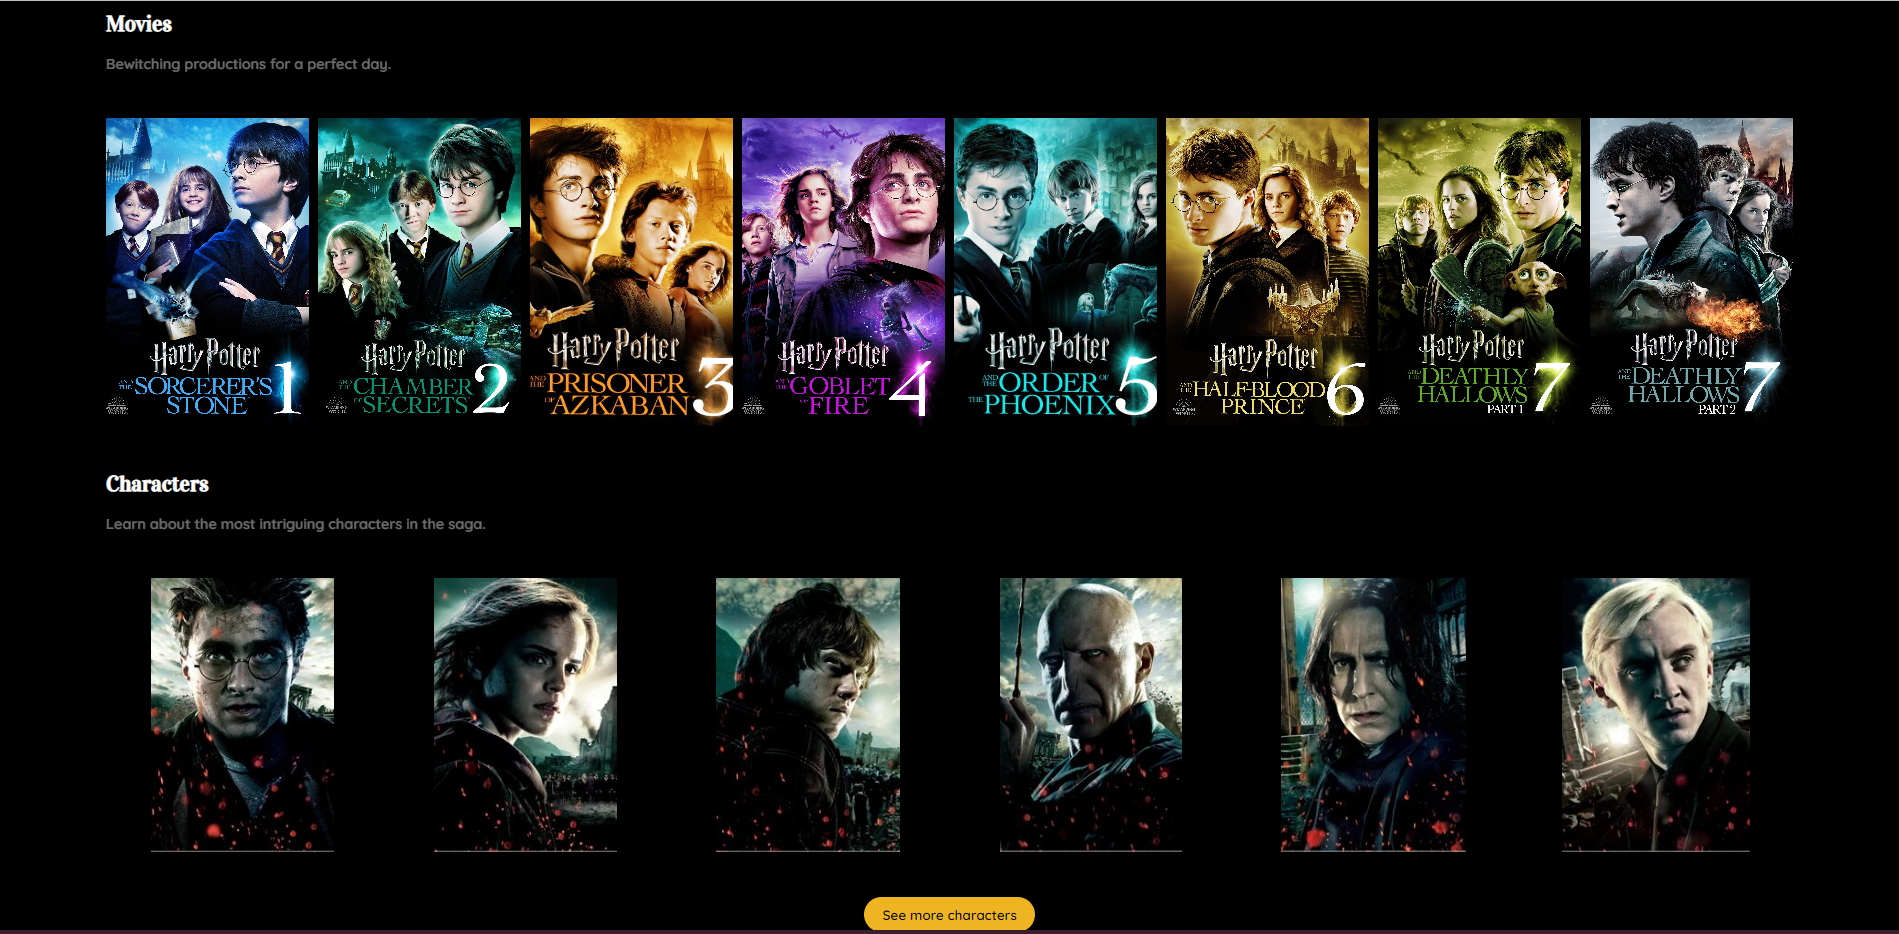 Movies
Bewitching productions for a perfect day.
Harry Potter
AND THE SORCERER'S
STONE
1
Harry Potter
AND THE CHAMBER
OF SECRETS
2
Harry Potter
AND THE PRISONER
OF AZKABAN
3
Harry Potter
AND THE GOBLET
OF FIRE
4
Harry Potter
AND THE ORDER OF
THE PHOENIX
5
Harry Potter
AND THE HALF-BLOOD
PRINCE
6
Harry Potter
AND THE DEATHLY
HALLOWS
PART 1
7
Harry Potter
AND THE DEATHLY
HALLOWS
PART 2
7
Characters
Learn about the most intriguing characters in the saga.
See more characters